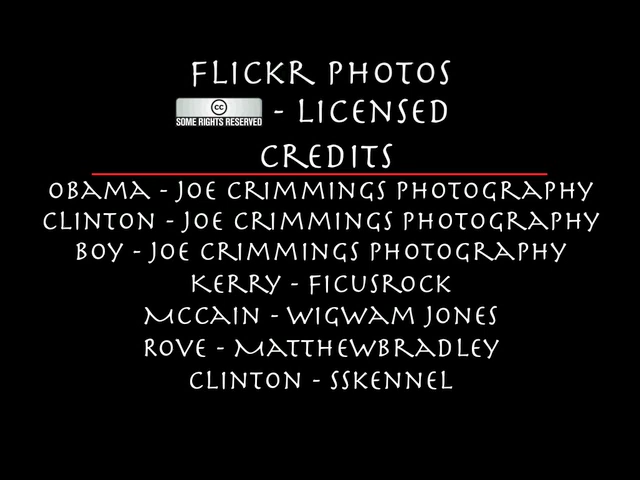 FLICKR PHOTOS
cc
SOME RIGHTS RESERVED - LICENSED
CREDITS
OBAMA - JOE CRIMMINGS PHOTOGRAPHY
CLINTON - JOE CRIMMINGS PHOTOGRAPHY
BOY - JOE CRIMMINGS PHOTOGRAPHY
KERRY - FICUSROCK
MCCAIN - WIGWAM JONES
ROVE - MATTHEWBRADLEY
CLINTON - SSKENNEL